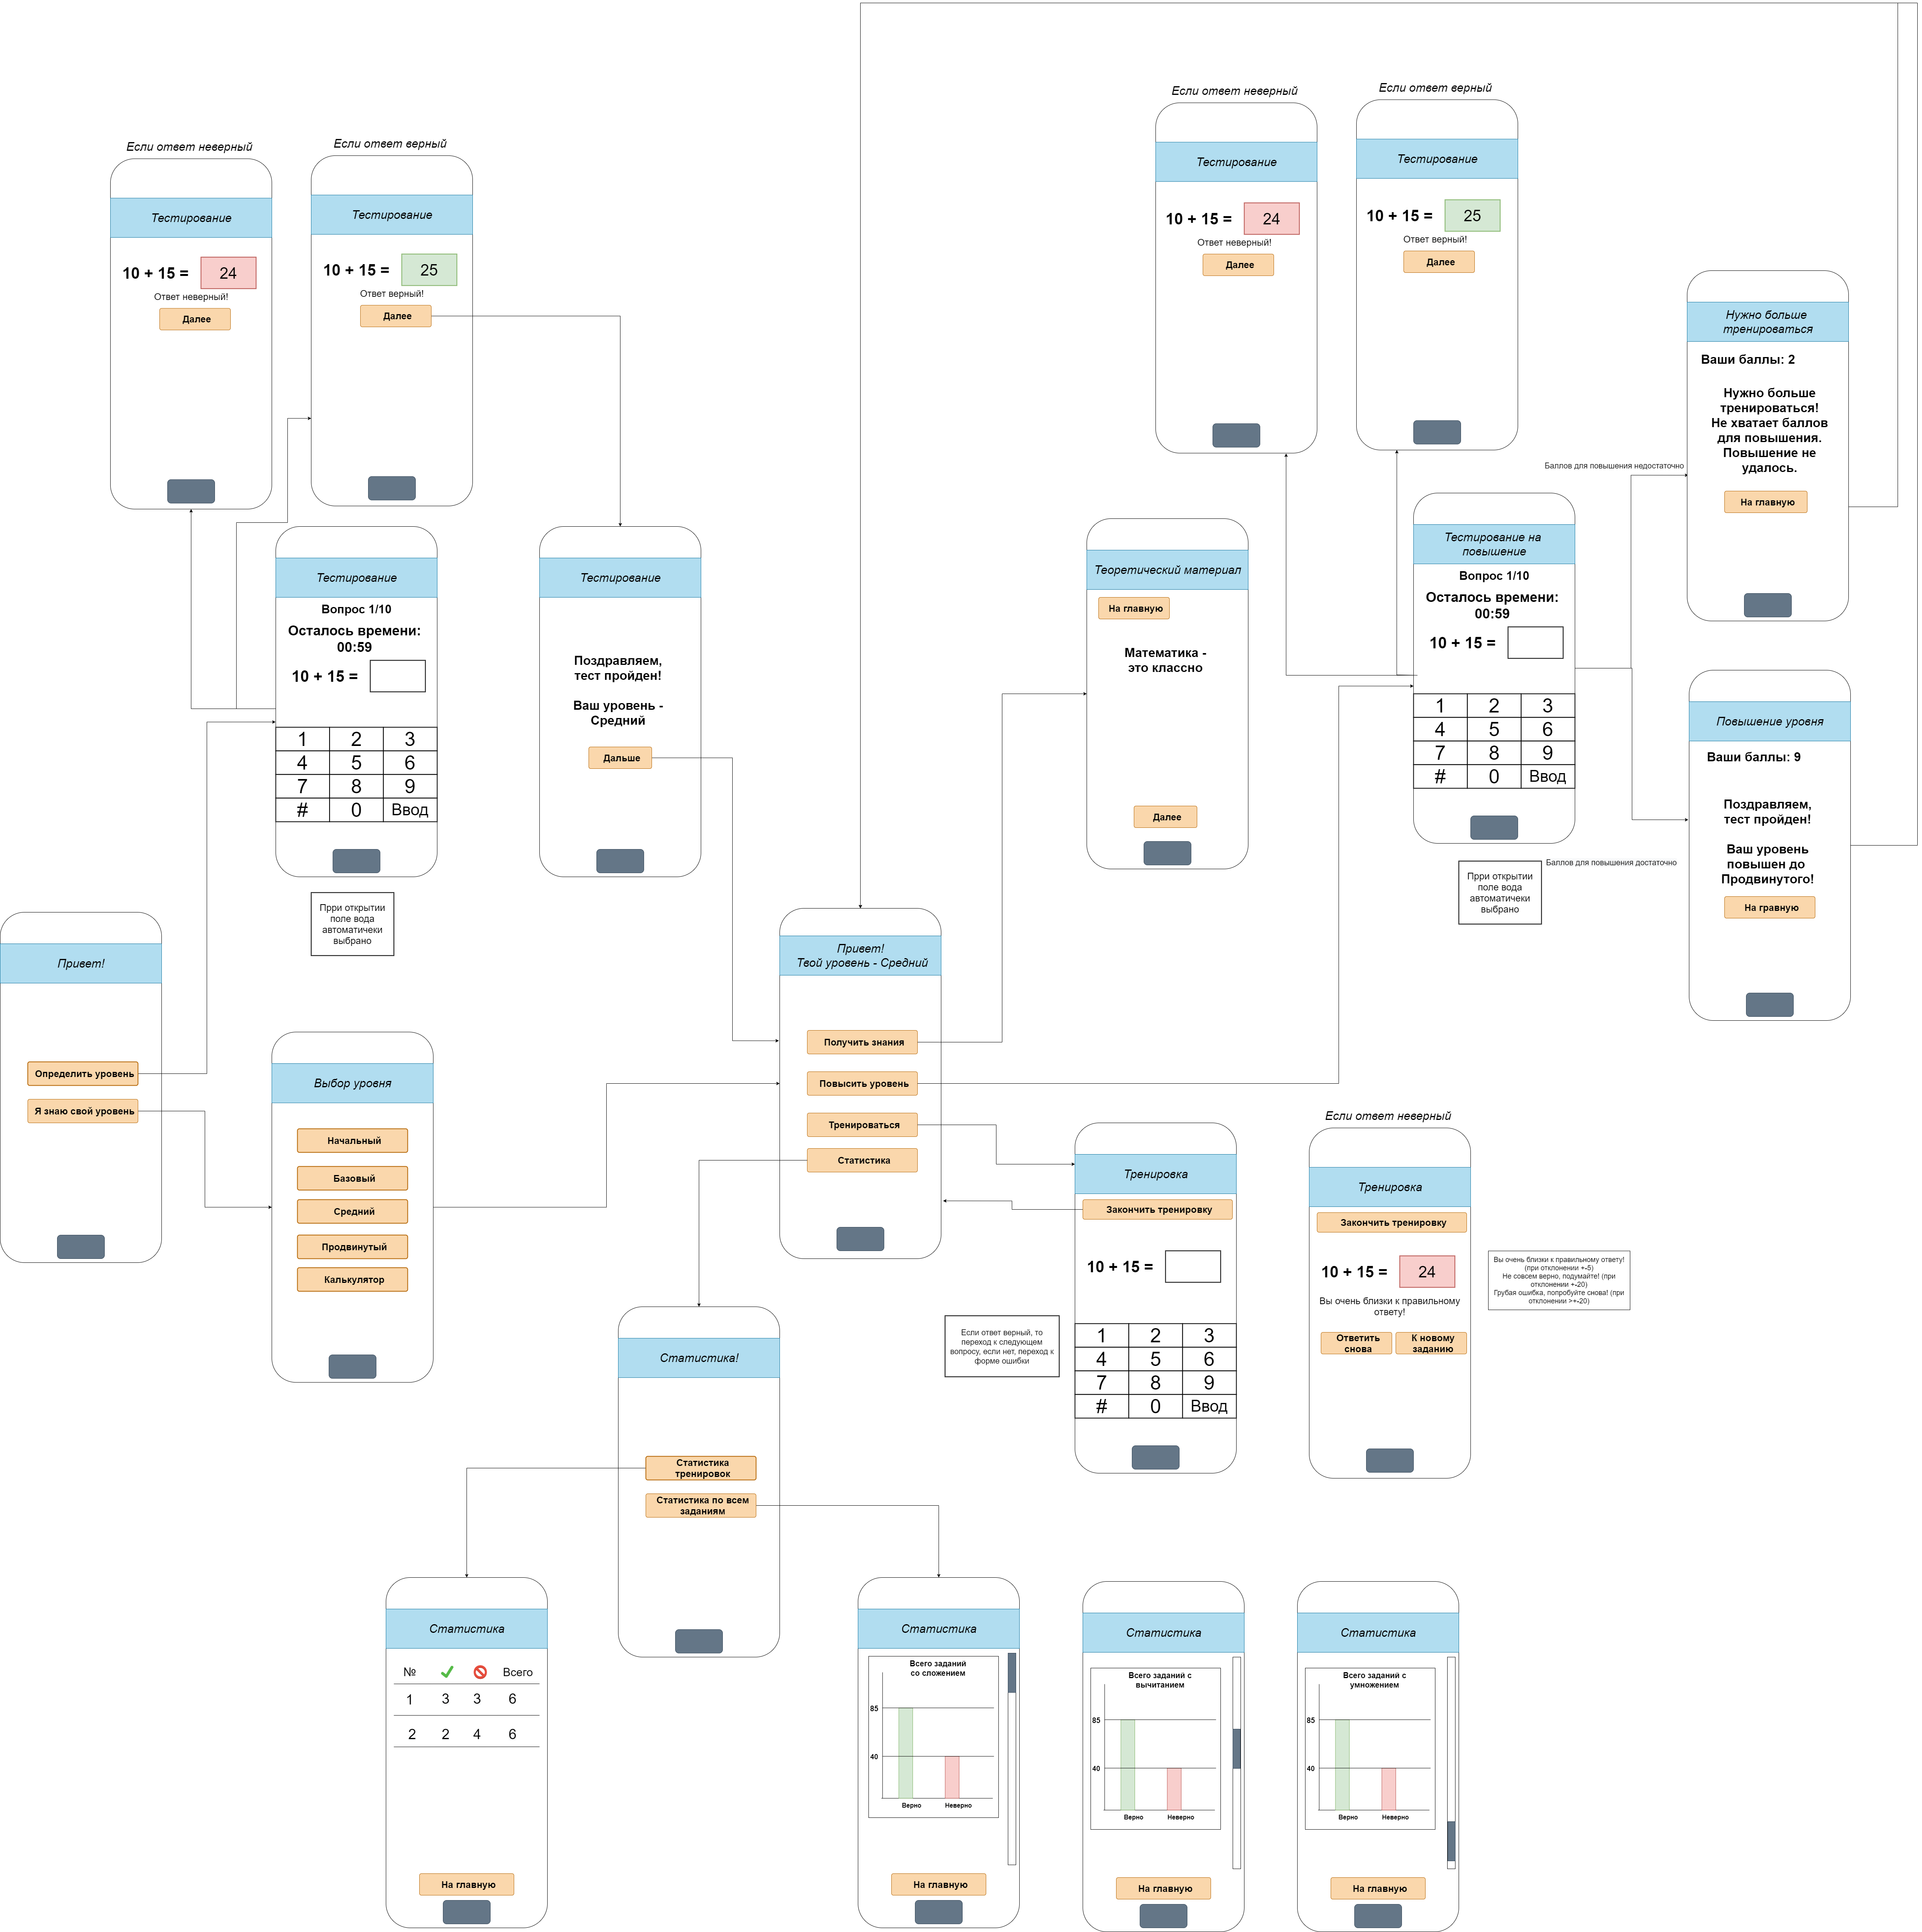 Если ответ неверный
Тестирование
10 + 15 =
24
Ответ неверный!
Далее
Если ответ верный
Тестирование
10 + 15 =
25
Ответ верный!
Далее
Если ответ неверный
Тестирование
10 + 15 =
24
Ответ неверный!
Далее
Если ответ верный
Тестирование
10 + 15 =
25
Ответ верный!
Далее
Нужно больше
тренироваться
Ваши баллы: 2
Нужно больше
тренироваться!
Не хватает баллов
для повышения.
Повышение не
удалось.
На главную
Баллов для повышения недостаточно
Тестирование
Вопрос 1/10
Осталось времени:
00:59
10 + 15 =
1 2 3
4 5 6
7 8 9
# 0 Ввод
Прри открытии
поле вода
автоматичеки
выбрано
Тестирование
Поздравляем,
тест пройден!
Ваш уровень -
Средний
Дальше
Теоретический материал
На главную
Математика -
это классно
Далее
Тестирование на
повышение
Вопрос 1/10
Осталось времени:
00:59
10 + 15 =
1 2 3
4 5 6
7 8 9
# 0 Ввод
Прри открытии
поле вода
автоматичеки
выбрано
Баллов для повышения достаточно
Повышение уровня
Ваши баллы: 9
Поздравляем,
тест пройден!
Ваш уровень
повышен до
Продвинутого!
На гравную
Привет!
Определить уровень
Я знаю свой уровень
Выбор уровня
Начальный
Базовый
Средний
Продвинутый
Калькулятор
Привет!
Твой уровень - Средний
Получить знания
Повысить уровень
Тренироваться
Статистика
Тренировка
Закончить тренировку
10 + 15 =
1 2 3
4 5 6
7 8 9
# 0 Ввод
Если ответ верный, то
переход к следующем
вопросу, если нет, переход к
форме ошибки
Если ответ неверный
Тренировка
Закончить тренировку
10 + 15 =
24
Вы очень близки к правильному
ответу!
Ответить
снова
К новому
заданию
Вы очень близки к правильному ответу!
(при отклонении +-5)
Не совсем верно, подумайте! (при
отклонении +-20)
Грубая ошибка, попробуйте снова! (при
отклонении >+-20)
Статистика!
Статистика
тренировок
Статистика по всем
заданиям
Статистика
№ Всего
1 3 3 6
2 2 4 6
На главную
Статистика
Всего заданий
со сложением
85
40
Верно
Неверно
На главную
Статистика
Всего заданий с
вычитанием
85
40
Верно
Неверно
На главную
Статистика
Всего заданий с
умножением
85
40
Верно
Неверно
На главную